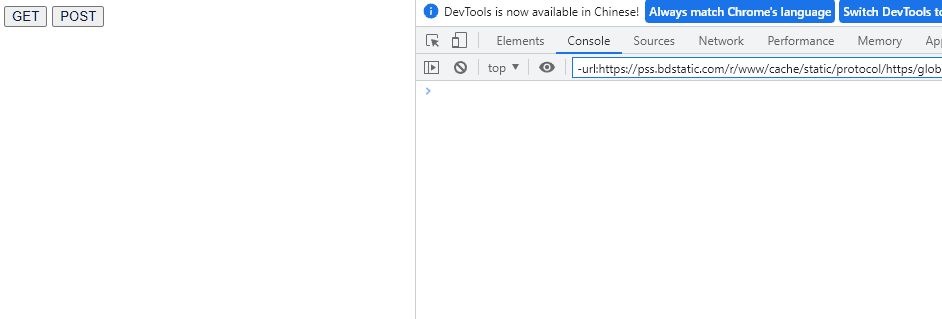 GET POST
DevTools is now available in Chinese! Always match Chrome's language Switch DevTools to
Elements Console Sources Network Performance Memory
top -url:https://pss.bdstatic.com/r/www/cache/static/protocol/https/glob